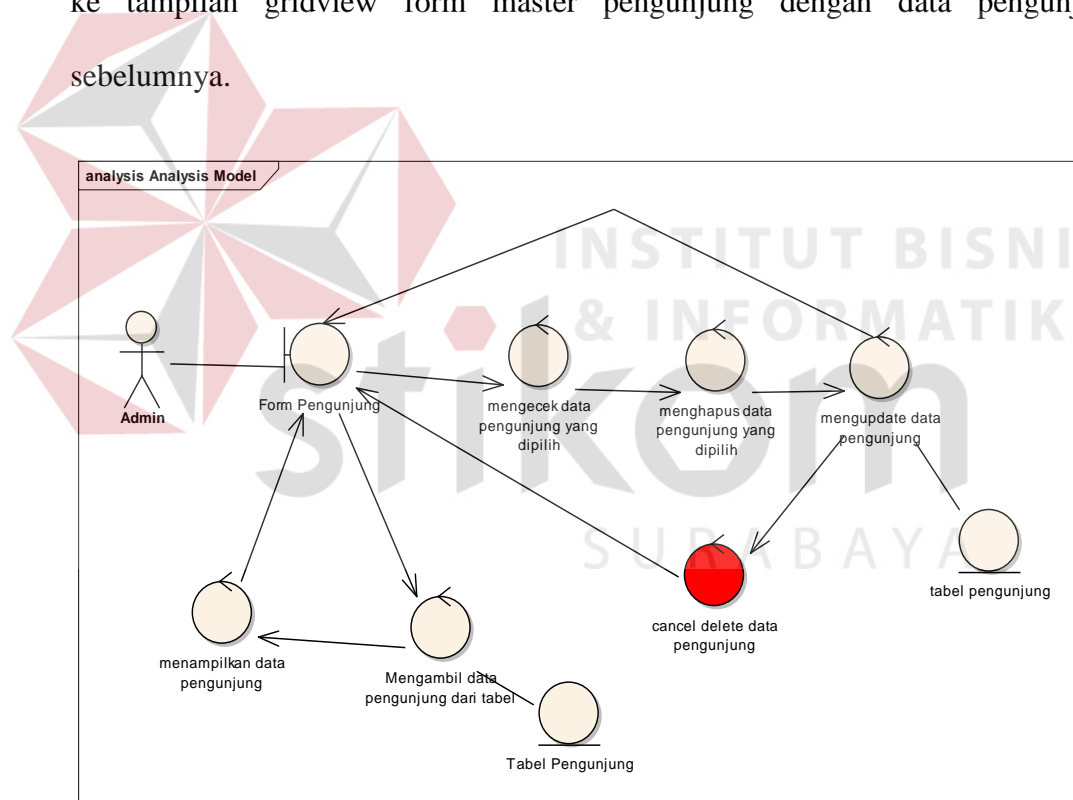 ke tampilan gridview form master pengunjung dengan data
sebelumnya.
analysis Analysis Model
INSTITUT BISNI
& INFORMATIK
stikom
SURABAYA
Admin
Form Pengunjung
mengecek data
pengunjung yang
dipilih
menghapus data
pengunjung yang
dipilih
mengupdate data
pengunjung
tabel pengunjung
cancel delete data
pengunjung
menampilkan data
pengunjung
Mengambil data
pengunjung dari tabel
Tabel Pengunjung